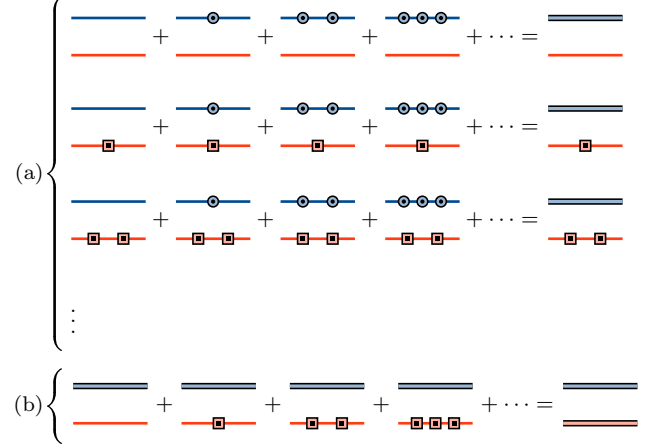 + + + + ⋯ =
(a)
+ + + + ⋯ =
+ + + + ⋯ =
⋮
(b)
+ + + + ⋯ =